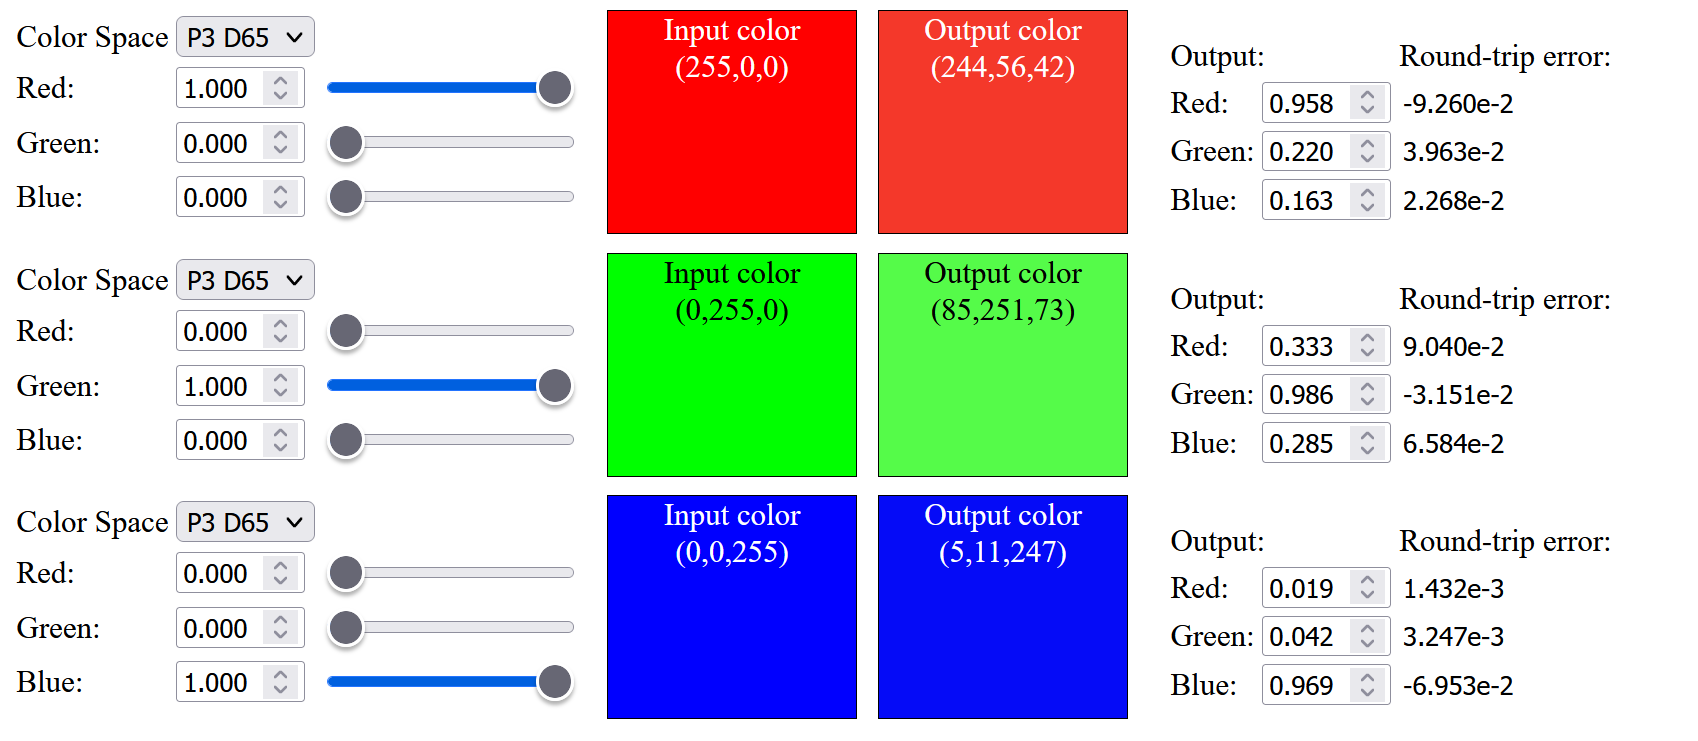 Color Space P3 D65
Red: 1.000
Green: 0.000
Blue: 0.000
Input color
(255,0,0)
Output color
(244,56,42)
Output: Round-trip error:
Red: 0.958 -9.260e-2
Green: 0.220 3.963e-2
Blue: 0.163 2.268e-2
Color Space P3 D65
Red: 0.000
Green: 1.000
Blue: 0.000
Input color
(0,255,0)
Output color
(85,251,73)
Output: Round-trip error:
Red: 0.333 9.040e-2
Green: 0.986 -3.151e-2
Blue: 0.285 6.584e-2
Color Space P3 D65
Red: 0.000
Green: 0.000
Blue: 1.000
Input color
(0,0,255)
Output color
(5,11,247)
Output: Round-trip error:
Red: 0.019 1.432e-3
Green: 0.042 3.247e-3
Blue: 0.969 -6.953e-2